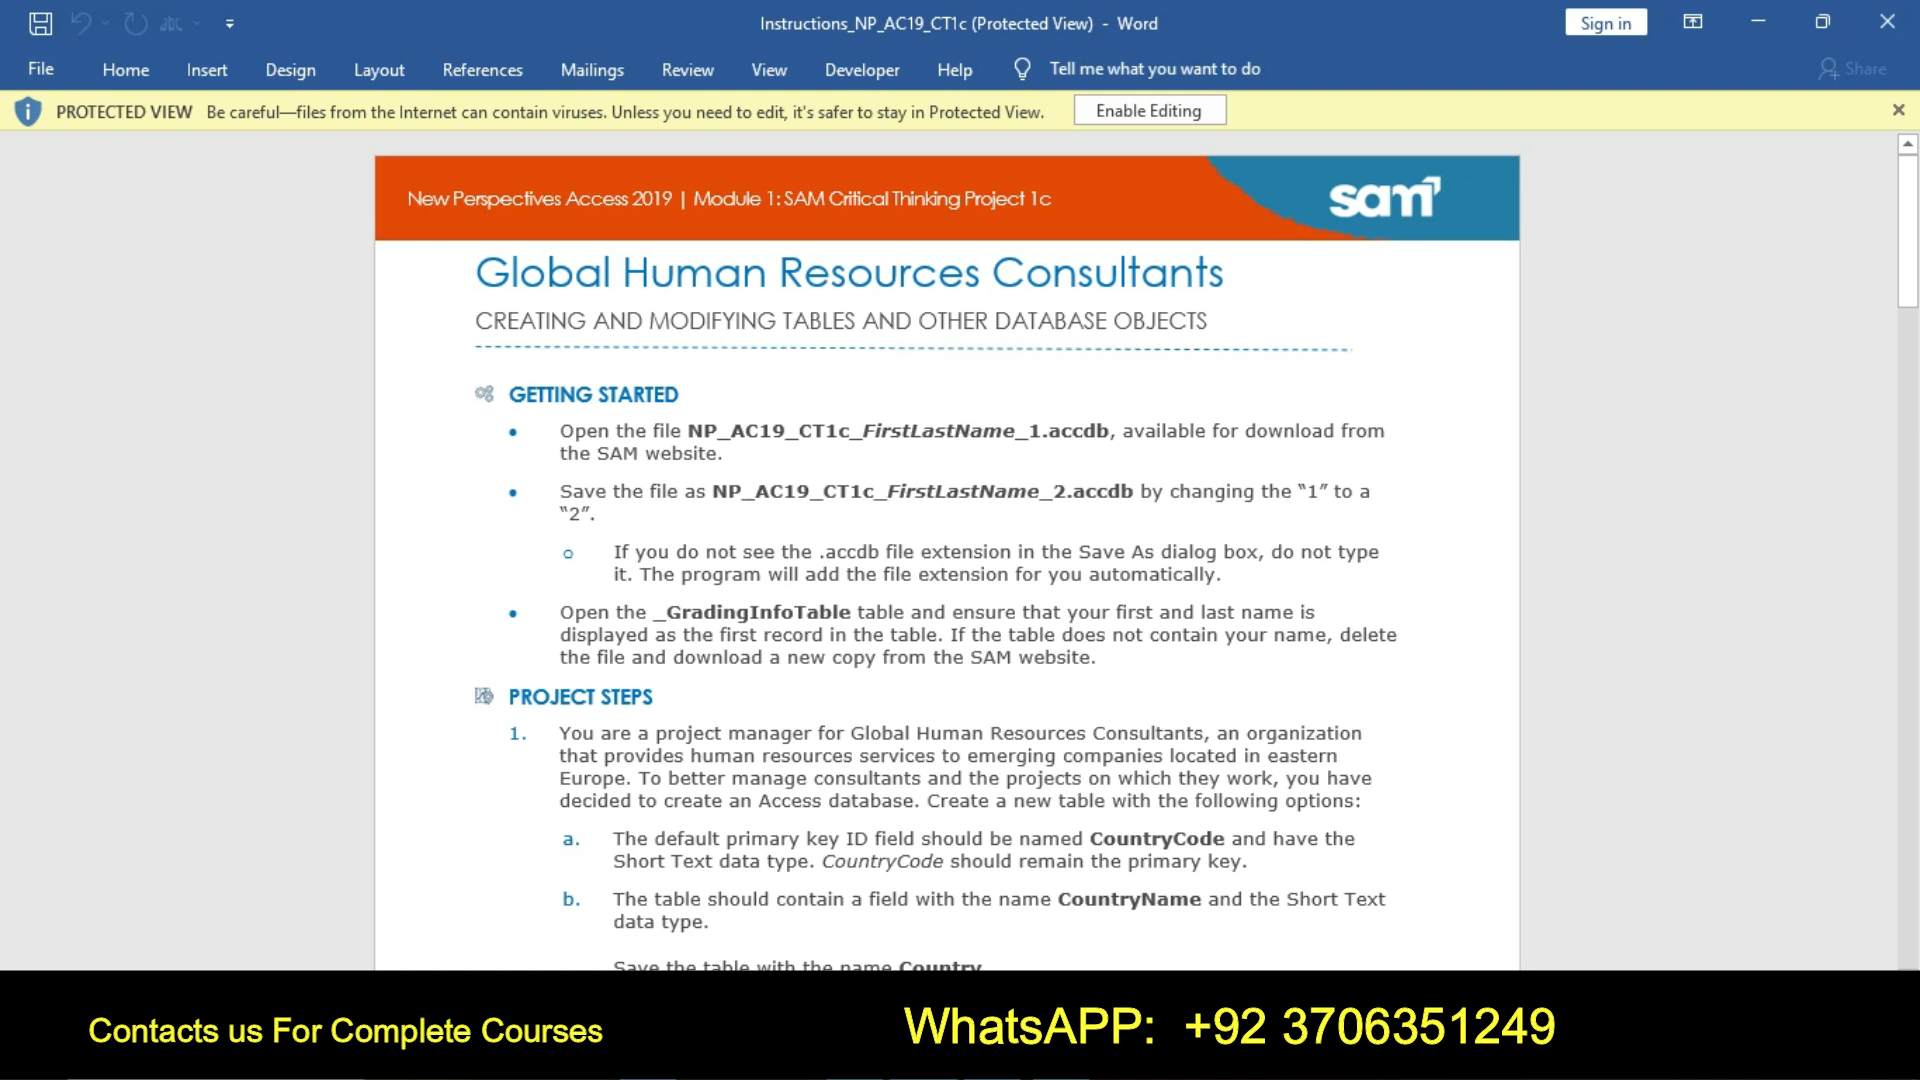 Instructions_NP_AC19_CT1c (Protected View) - Word
Sign in
File Home Insert Design Layout References Mailings Review View Developer Help Tell me what you want to do Share
PROTECTED VIEW Be careful—files from the Internet can contain viruses. Unless you need to edit, it's safer to stay in Protected View. Enable Editing
New Perspectives Access 2019 | Module 1: SAM Critical Thinking Project 1c
sam
Global Human Resources Consultants
CREATING AND MODIFYING TABLES AND OTHER DATABASE OBJECTS
GETTING STARTED
• Open the file NP_AC19_CT1c_FirstLastName_1.accdb, available for download from
the SAM website.
• Save the file as NP_AC19_CT1c_FirstLastName_2.accdb by changing the “1” to a
“2”.
o If you do not see the .accdb file extension in the Save As dialog box, do not type
it. The program will add the file extension for you automatically.
• Open the _GradingInfoTable table and ensure that your first and last name is
displayed as the first record in the table. If the table does not contain your name, delete
the file and download a new copy from the SAM website.
PROJECT STEPS
1. You are a project manager for Global Human Resources Consultants, an organization
that provides human resources services to emerging companies located in eastern
Europe. To better manage consultants and the projects on which they work, you have
decided to create an Access database. Create a new table with the following options:
a. The default primary key ID field should be named CountryCode and have the
Short Text data type. CountryCode should remain the primary key.
b. The table should contain a field with the name CountryName and the Short Text
data type.
Save the table with the name Country.
Contacts us For Complete Courses
WhatsAPP: +92 3706351249